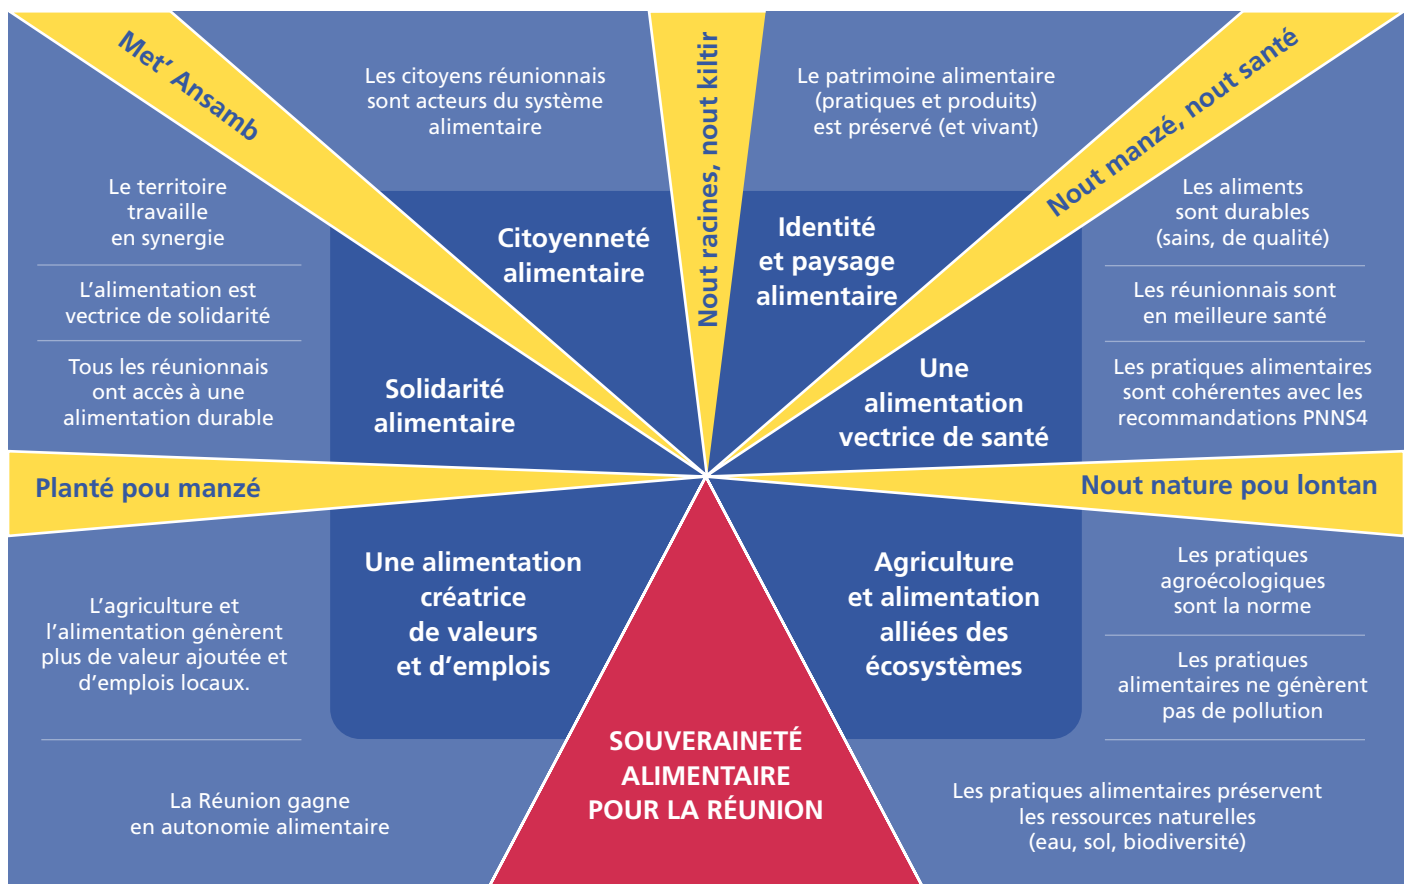 Met' Ansamb
Les citoyens réunionnais
sont acteurs du système
alimentaire
Nout racines, nout kiltir
Le patrimoine alimentaire
(pratiques et produits)
est préservé (et vivant)
Nout manzé, nout santé
Le territoire
travaille
en synergie
L'alimentation est
vectrice de solidarité
Tous les réunionnais
ont accès à une
alimentation durable
Citoyenneté
alimentaire
Identité
et paysage
alimentaire
Solidarité
alimentaire
Une
alimentation
vectrice de santé
Les aliments
sont durables
(sains, de qualité)
Les réunionnais sont
en meilleure santé
Les pratiques alimentaires
sont cohérentes avec les
recommandations PNNS4
Planté pou manzé
Nout nature pou lontan
L'agriculture et
l'alimentation génèrent
plus de valeur ajoutée et
d'emplois locaux.
La Réunion gagne
en autonomie alimentaire
Une alimentation
créatrice
de valeurs
et d'emplois
SOUVERAINETÉ
ALIMENTAIRE
POUR LA RÉUNION
Agriculture
et alimentation
alliées des
écosystèmes
Les pratiques
agroécologiques
sont la norme
Les pratiques
alimentaires ne génèrent
pas de pollution
Les pratiques alimentaires préservent
les ressources naturelles
(eau, sol, biodiversité)